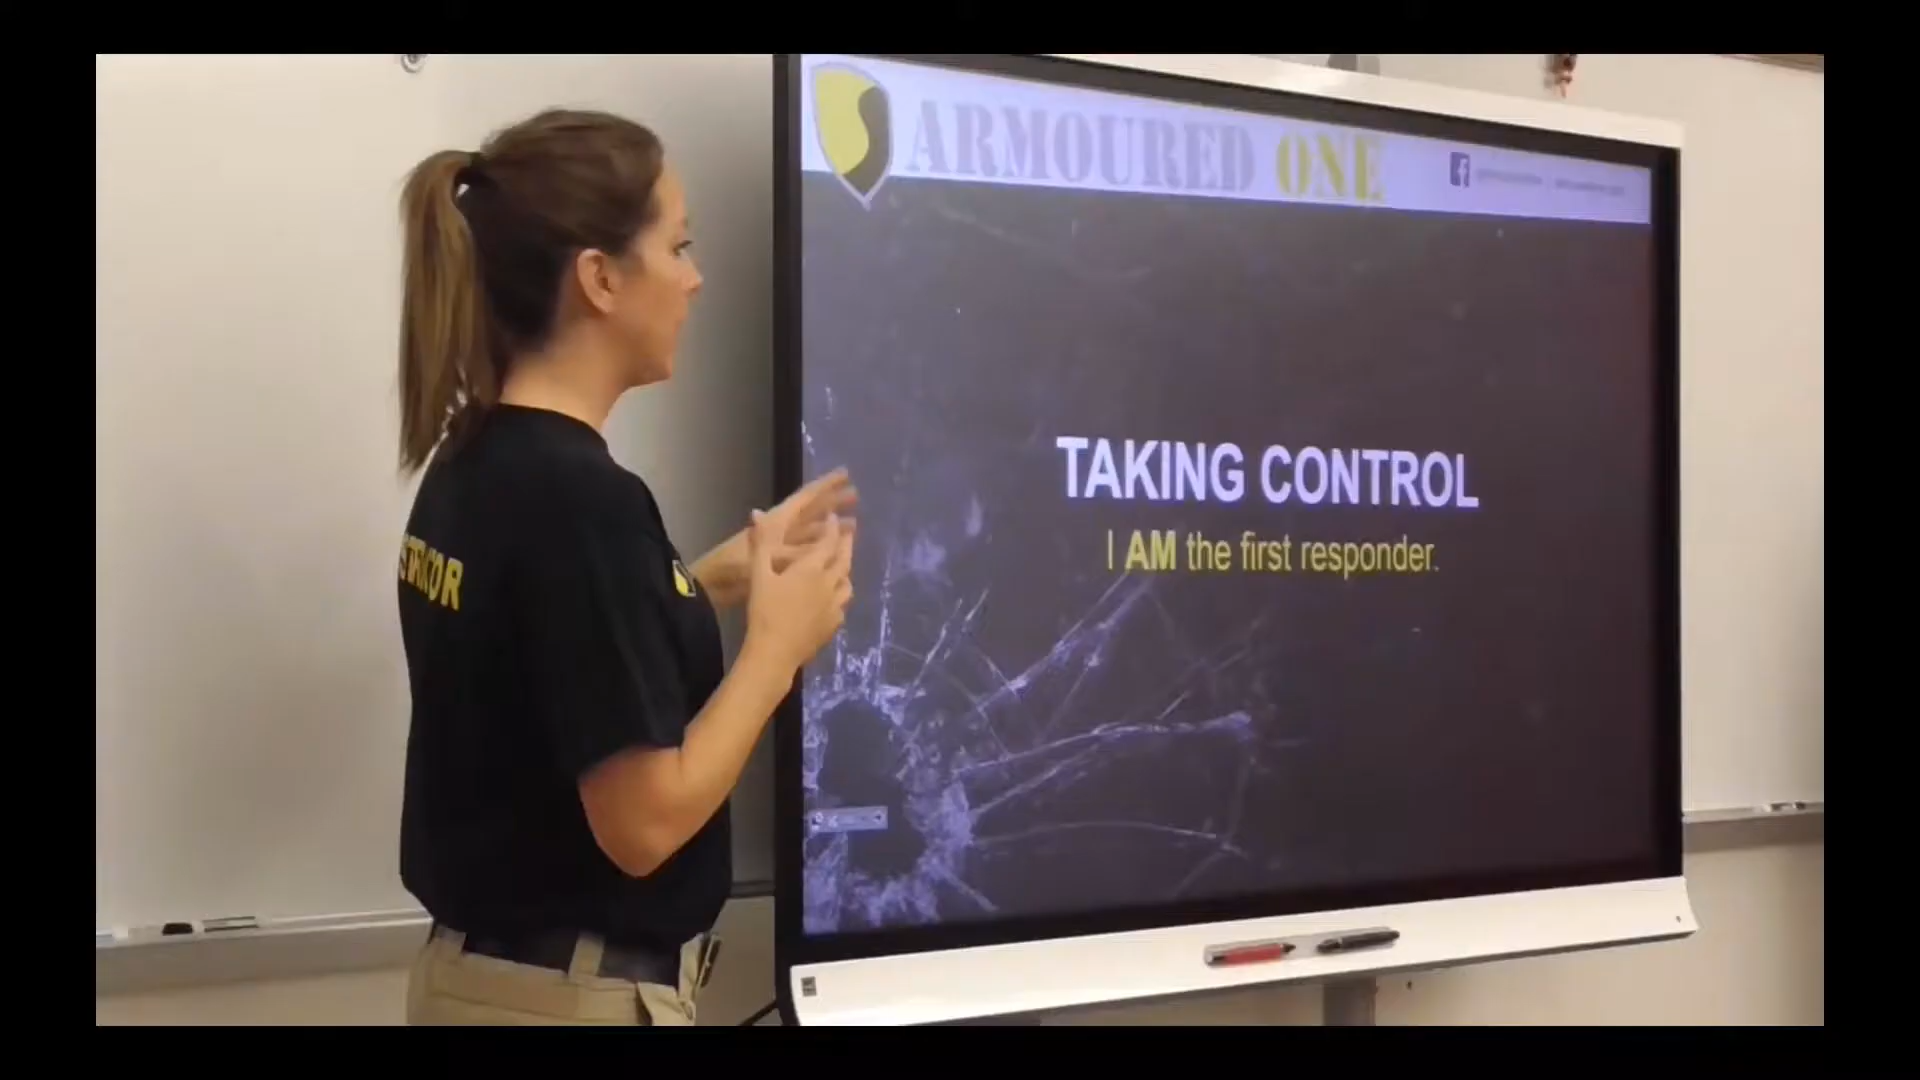 ARMOURED ONE
TAKING CONTROL
I AM the first responder.